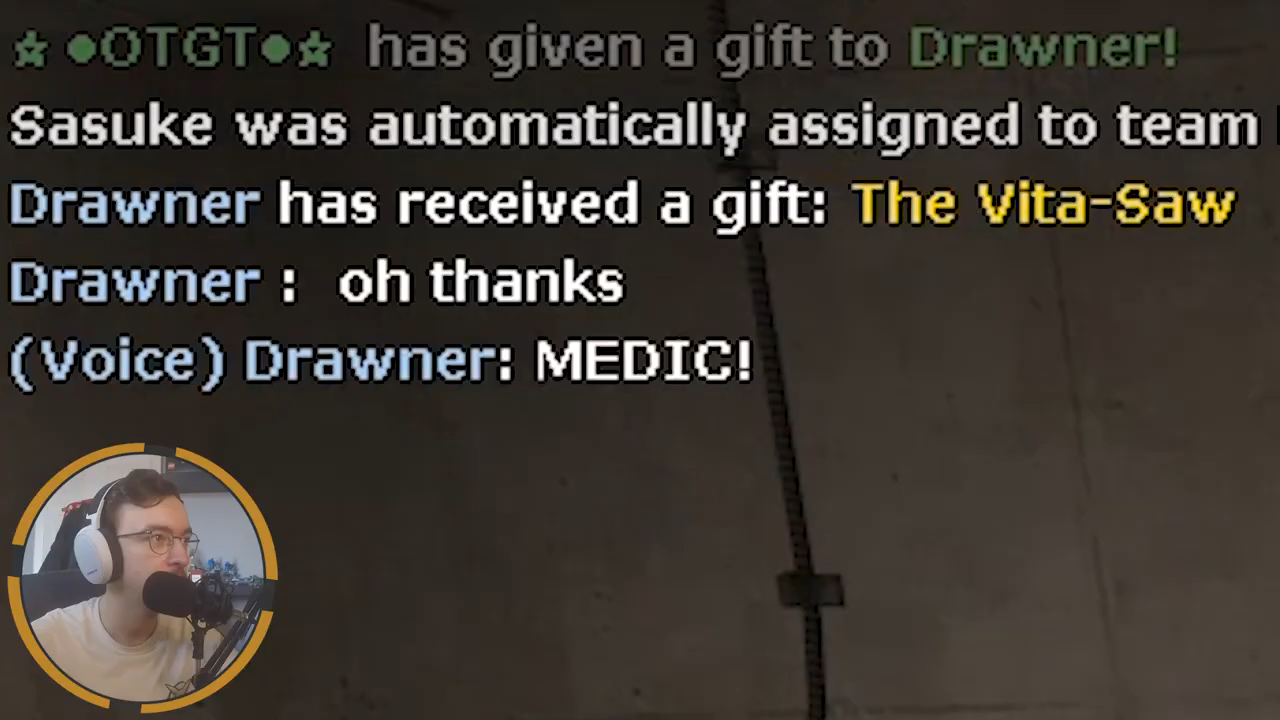 ☆●OTGT●☆ has given a gift to Drawner!
Sasuke was automatically assigned to team
Drawner has received a gift: The Vita-Saw
Drawner : oh thanks
(Voice) Drawner: MEDIC!